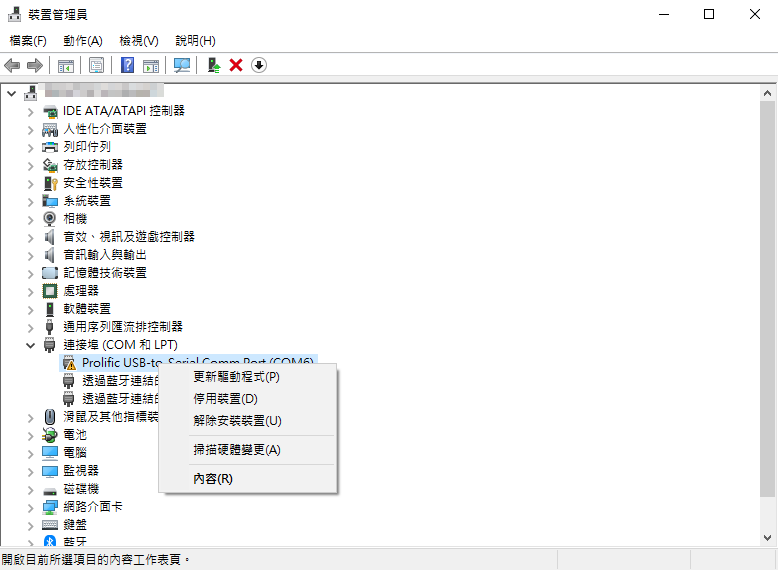 裝置管理員
檔案(F) 動作(A) 檢視(V) 說明(H)
IDE ATA/ATAPI 控制器
人性化介面裝置
列印佇列
存放控制器
安全性裝置
系統裝置
相機
音效、視訊及遊戲控制器
音訊輸入與輸出
記憶體技術裝置
處理器
軟體裝置
通用序列匯流排控制器
連接埠 (COM 和 LPT)
Prolific USB-to-Serial Comm Port (COM6)
透過藍牙連結的
透過藍牙連結的
滑鼠及其他指標裝
電池
電腦
監視器
磁碟機
網路介面卡
鍵盤
藍牙
更新驅動程式(P)
停用裝置(D)
解除安裝裝置(U)
掃描硬體變更(A)
內容(R)
開啟目前所選項目的內容工作表頁。